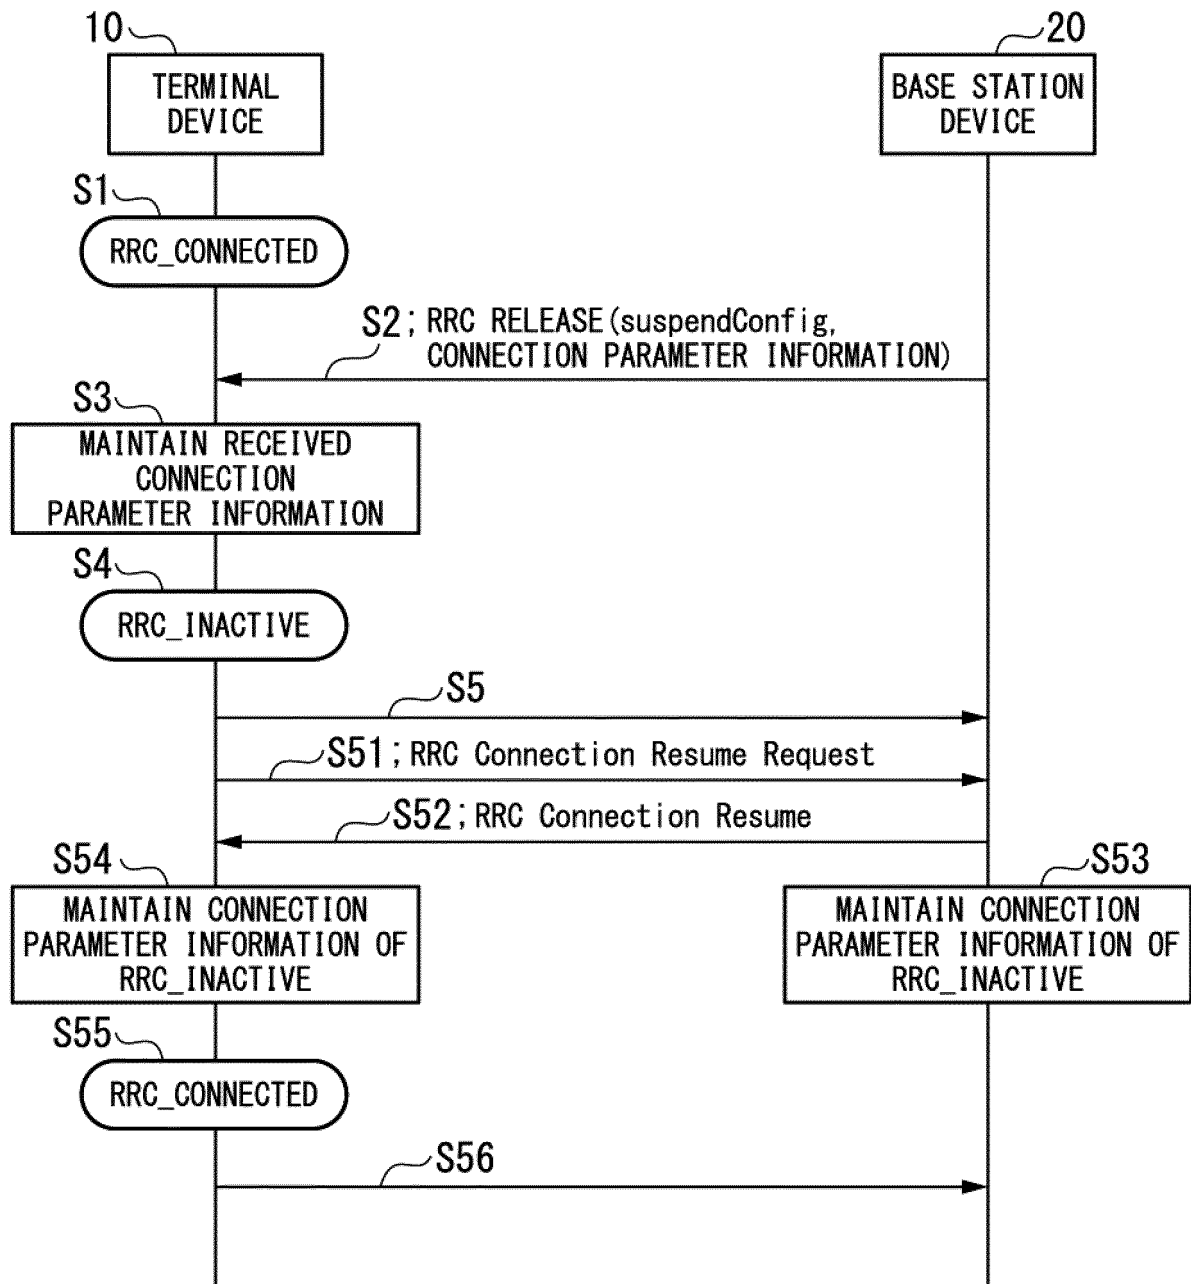 10
20
TERMINAL
DEVICE
BASE STATION
DEVICE
S1
RRC_CONNECTED
S2; RRC RELEASE(suspendConfig,
CONNECTION PARAMETER INFORMATION)
S3
MAINTAIN RECEIVED
CONNECTION
PARAMETER INFORMATION
S4
RRC_INACTIVE
S5
S51; RRC Connection Resume Request
S52; RRC Connection Resume
S54
MAINTAIN CONNECTION
PARAMETER INFORMATION OF
RRC_INACTIVE
S53
MAINTAIN CONNECTION
PARAMETER INFORMATION OF
RRC_INACTIVE
S55
RRC_CONNECTED
S56